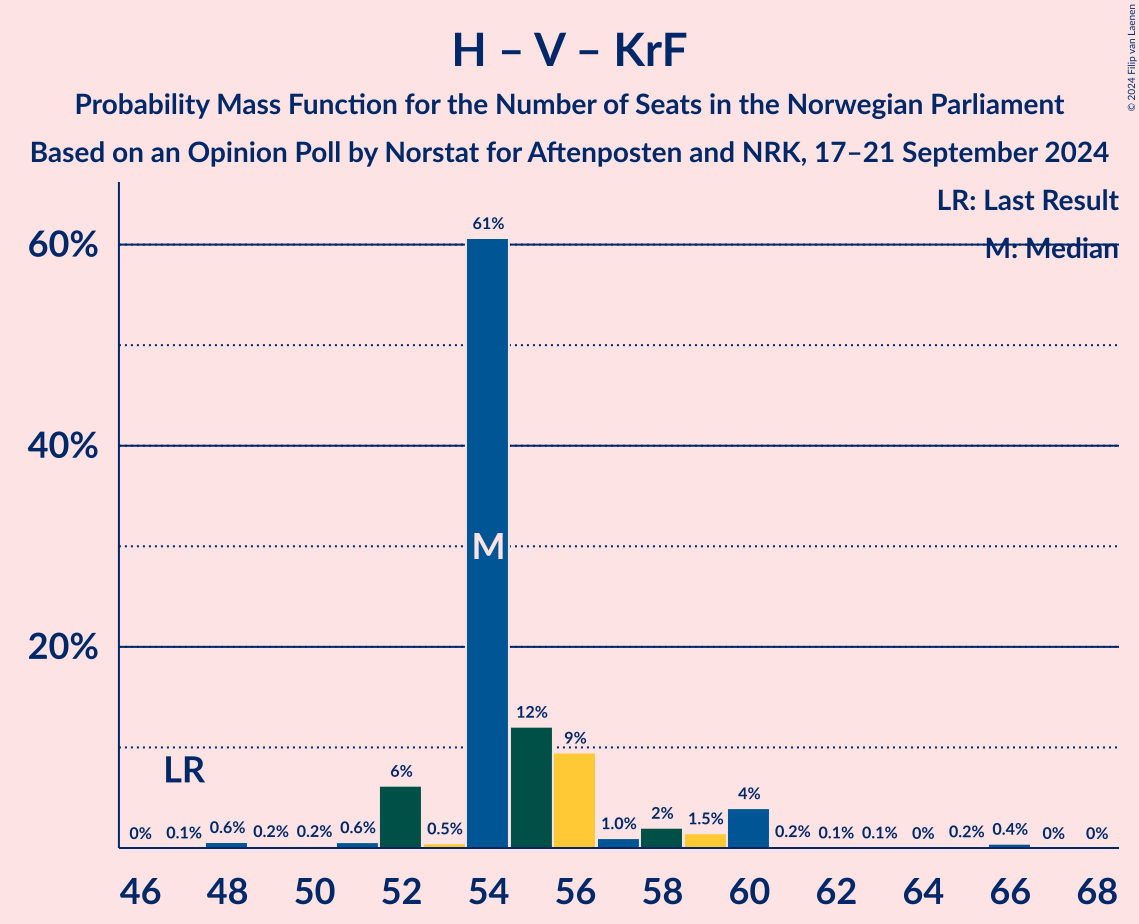 H – V – KrF
Probability Mass Function for the Number of Seats in the Norwegian Parliament
Based on an Opinion Poll by Norstat for Aftenposten and NRK, 17–21 September 2024
© 2024 Filip van Laenen
LR: Last Result
M: Median
61%
60%
40%
M
20%
12%
9%
LR
6%
4%
0% 0.1% 0.6% 0.2% 0.2% 0.6% 0.5% 1.0% 2% 1.5% 0.2% 0.1% 0.1% 0% 0.2% 0.4% 0% 0%
46 48 50 52 54 56 58 60 62 64 66 68